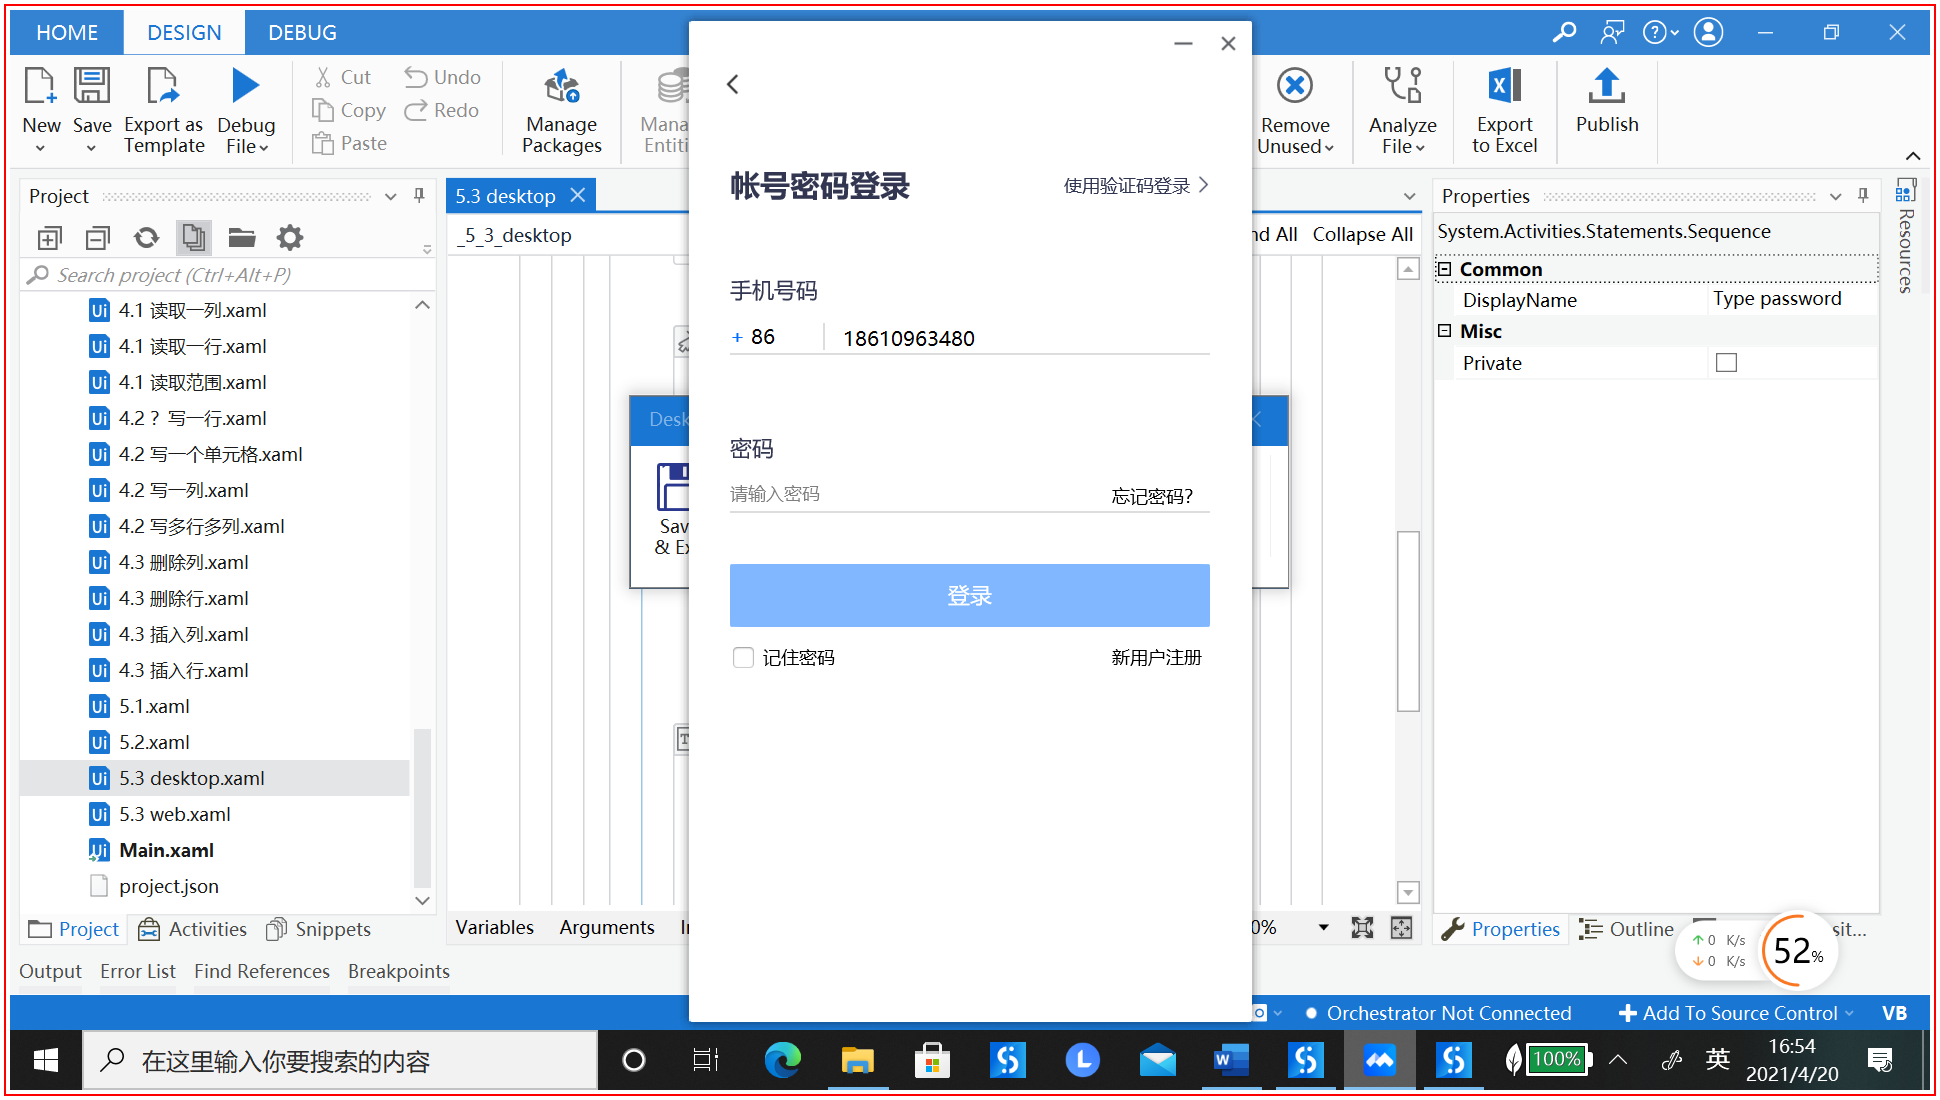 HOME
DESIGN
DEBUG
New
Save
Export as
Template
Debug
File
Cut
Copy
Paste
Undo
Redo
Manage
Packages
Mana
Entiti
Remove
Unused
Analyze
File
Export
to Excel
Publish
Project
Search project (Ctrl+Alt+P)
4.1 读取一列.xaml
4.1 读取一行.xaml
4.1 读取范围.xaml
4.2 ? 写一行.xaml
4.2 写一个单元格.xaml
4.2 写一列.xaml
4.2 写多行多列.xaml
4.3 删除列.xaml
4.3 删除行.xaml
4.3 插入列.xaml
4.3 插入行.xaml
5.1.xaml
5.2.xaml
5.3 desktop.xaml
5.3 web.xaml
Main.xaml
project.json
Project
Activities
Snippets
Output
Error List
Find References
Breakpoints
5.3 desktop
_5_3_desktop
nd All
Collapse All
Desk
Sav
& Ex
帐号密码登录
使用验证码登录
手机号码
+ 86
18610963480
密码
请输入密码
忘记密码?
登录
记住密码
新用户注册
Variables
Arguments
0%
Properties
System.Activities.Statements.Sequence
Common
DisplayName
Type password
Misc
Private
Resources
Properties
Outline
sit...
0 K/s
0 K/s
52%
Orchestrator Not Connected
Add To Source Control
VB
在这里输入你要搜索的内容
100%
英
16:54
2021/4/20